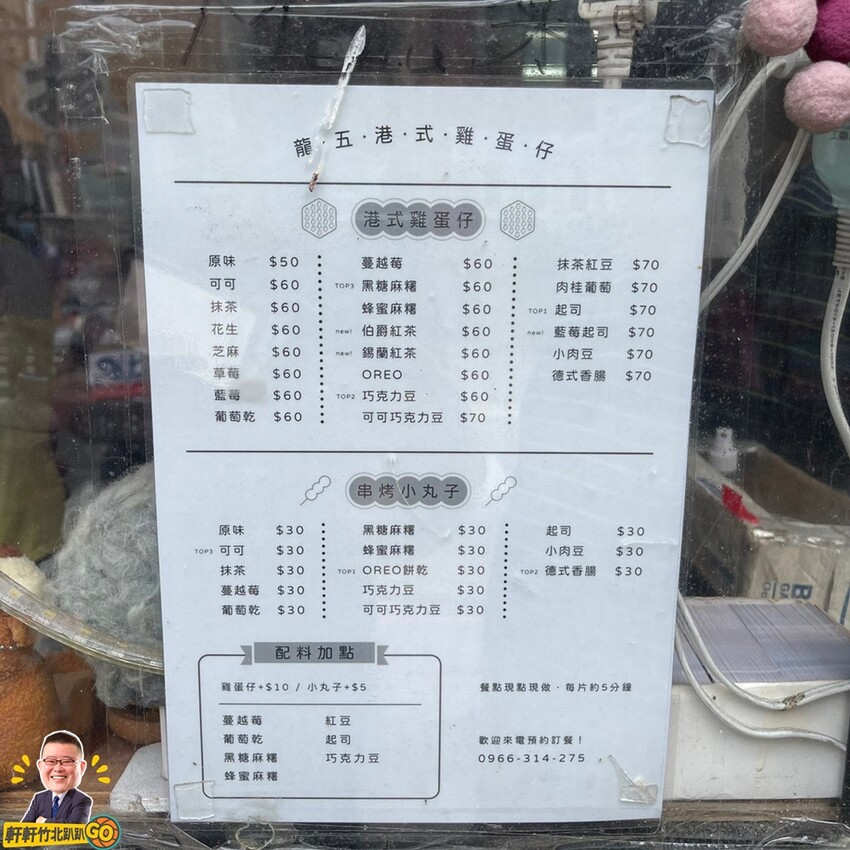 龍·五·港·式·雞·蛋·仔
港式雞蛋仔
原味 $50
可可 $60
抹茶 $60
花生 $60
芝麻 $60
草莓 $60
藍莓 $60
葡萄乾 $60
蔓越莓 $60
TOP3 黑糖麻糬 $60
蜂蜜麻糬 $60
new! 伯爵紅茶 $60
new! 錫蘭紅茶 $60
OREO $60
TOP2 巧克力豆 $60
可可巧克力豆 $70
抹茶紅豆 $70
肉桂葡萄 $70
TOP1 起司 $70
new! 藍莓起司 $70
小肉豆 $70
德式香腸 $70
串烤小丸子
原味 $30
TOP3 可可 $30
抹茶 $30
蔓越莓 $30
葡萄乾 $30
黑糖麻糬 $30
蜂蜜麻糬 $30
TOP1 OREO餅乾 $30
巧克力豆 $30
可可巧克力豆 $30
起司 $30
小肉豆 $30
TOP2 德式香腸 $30
配料加點
雞蛋仔+$10 / 小丸子+$5
蔓越莓 紅豆
葡萄乾 起司
黑糖麻糬 巧克力豆
蜂蜜麻糬
餐點現點現做·每片約5分鐘
歡迎來電預約訂餐!
0966-314-275
軒軒竹北趴趴GO